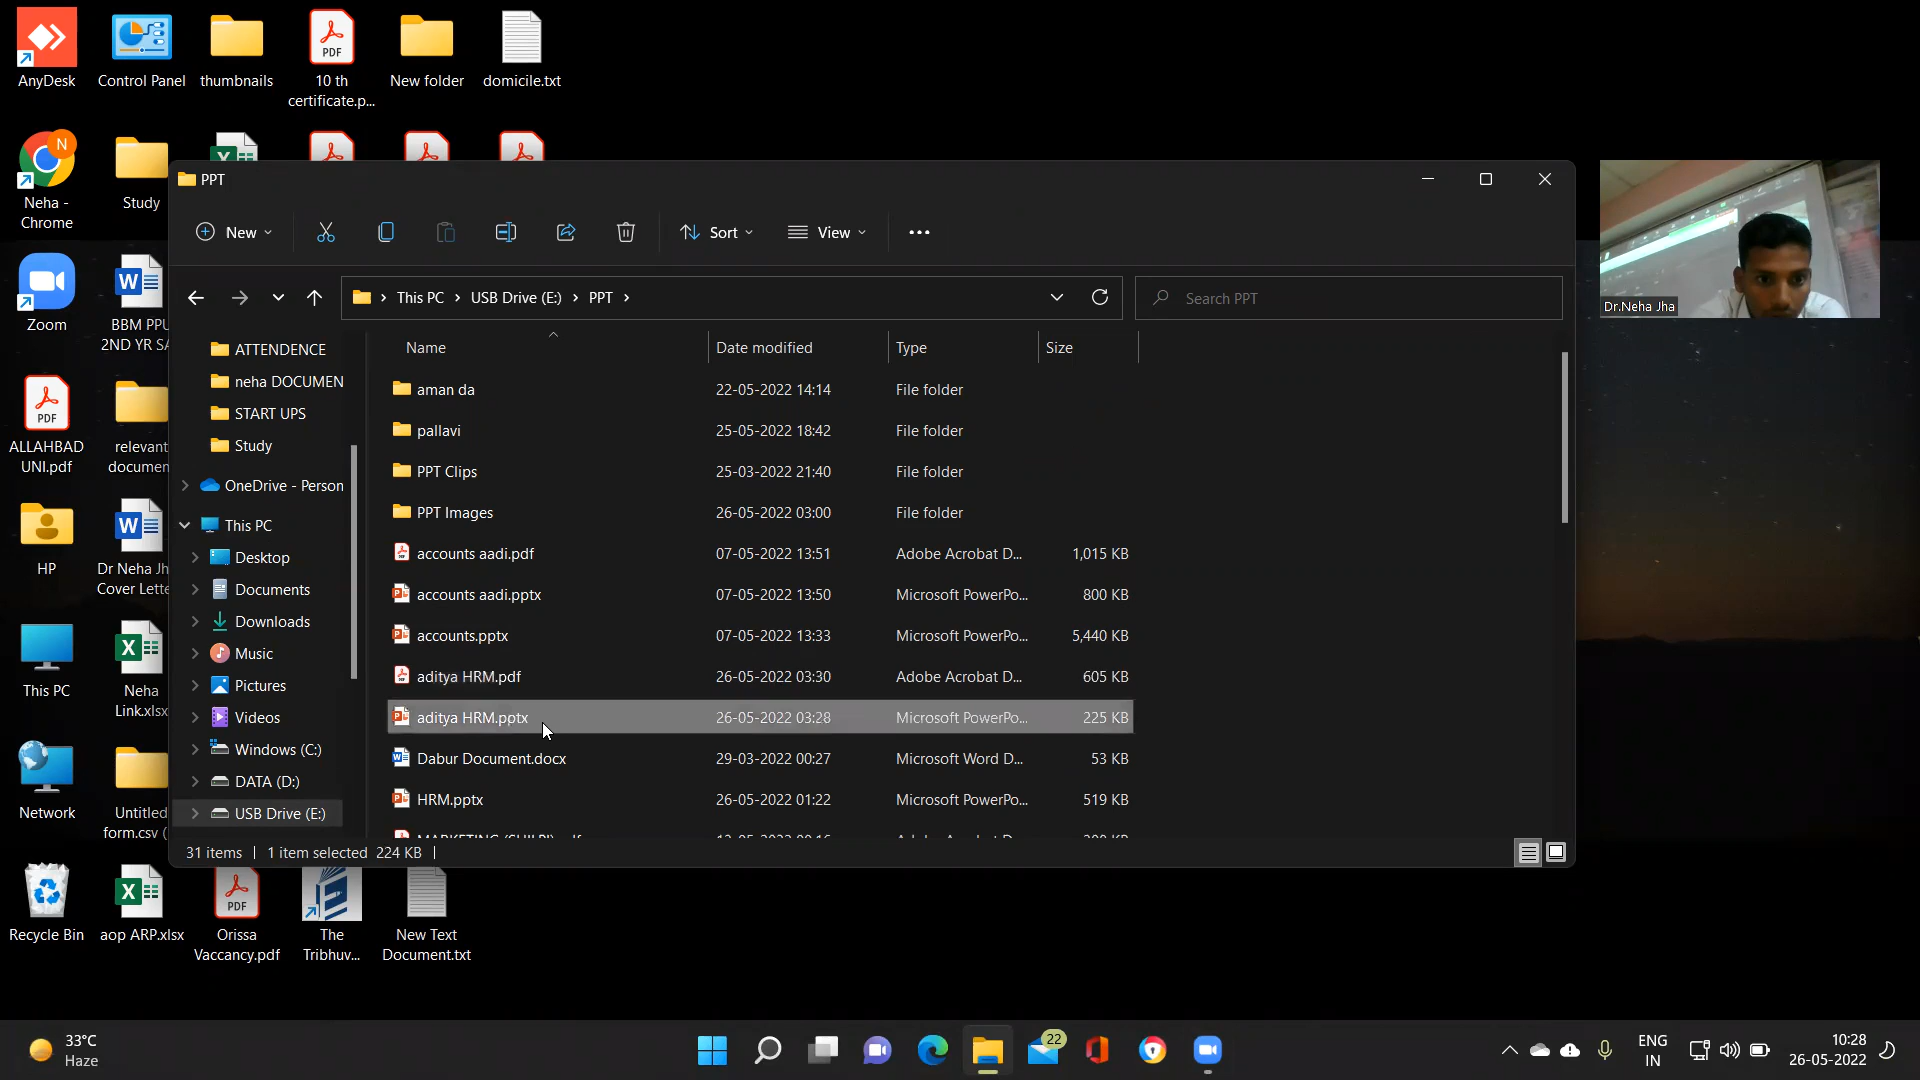 AnyDesk
Control Panel
thumbnails
PDF
10 th
certificate.p...
New folder
domicile.txt
N
Neha -
Chrome
Study
PPT
New
Sort
View
This PC
USB Drive (E:)
PPT
Search PPT
Dr.Neha Jha
Zoom
BBM PPU
2ND YR SA
ATTENDENCE
neha DOCUMEN
START UPS
Study
OneDrive - Person
This PC
Desktop
Documents
Downloads
Music
Pictures
Videos
Windows (C:)
DATA (D:)
USB Drive (E:)
Name
Date modified
Type
Size
aman da 22-05-2022 14:14 File folder
pallavi 25-05-2022 18:42 File folder
PPT Clips 25-03-2022 21:40 File folder
PPT Images 26-05-2022 03:00 File folder
accounts aadi.pdf 07-05-2022 13:51 Adobe Acrobat D... 1,015 KB
accounts aadi.pptx 07-05-2022 13:50 Microsoft PowerPo... 800 KB
accounts.pptx 07-05-2022 13:33 Microsoft PowerPo... 5,440 KB
aditya HRM.pdf 26-05-2022 03:30 Adobe Acrobat D... 605 KB
aditya HRM.pptx 26-05-2022 03:28 Microsoft PowerPo... 225 KB
Dabur Document.docx 29-03-2022 00:27 Microsoft Word D... 53 KB
HRM.pptx 26-05-2022 01:22 Microsoft PowerPo... 519 KB
31 items
1 item selected 224 KB
PDF
ALLAHBAD
UNI.pdf
relevant
documen
HP
Dr Neha Jh
Cover Lette
This PC
Neha
Link.xlsx
Network
Untitled
form.csv (
Recycle Bin
aop ARP.xlsx
PDF
Orissa
Vaccancy.pdf
The
Tribhuv...
New Text
Document.txt
33°C
Haze
22
ENG
IN
10:28
26-05-2022